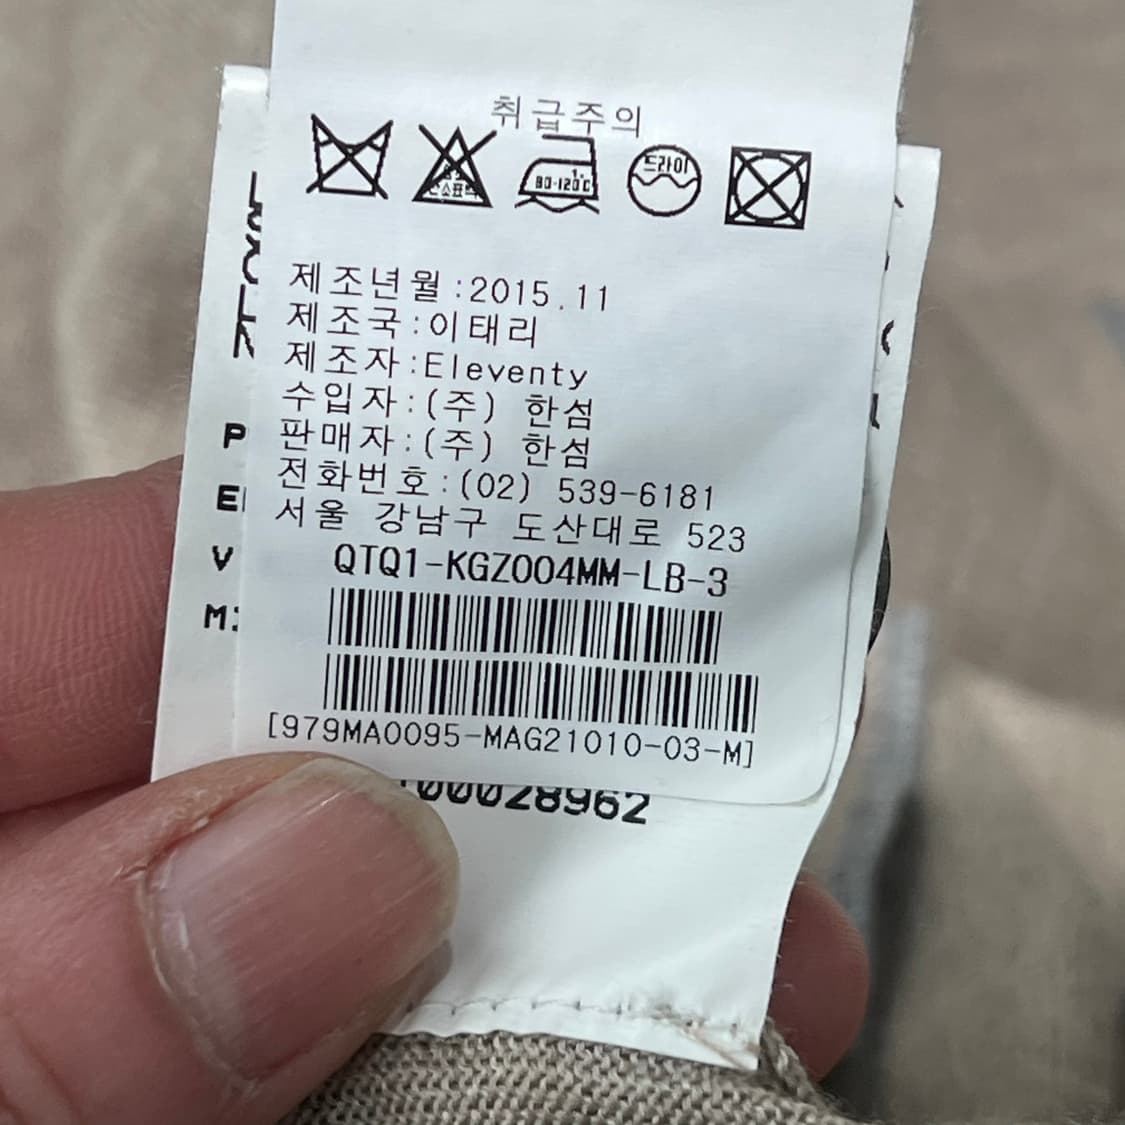 취급주의
80-120℃
드라이
제조년월:2015.11
제조국:이태리
제조자:Eleventy
수입자:(주) 한섬
판매자:(주) 한섬
전화번호:(02) 539-6181
서울 강남구 도산대로 523
QTQ1-KGZ004MM-LB-3
[979MA0095-MAG21010-03-M]
00028962